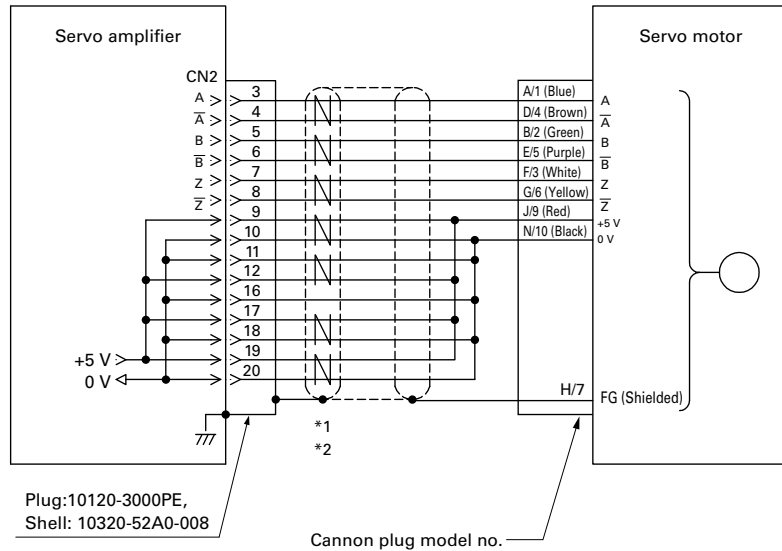 Servo amplifier
Servo motor
CN2
A 3 A/1 (Blue) A
A̅ 4 D/4 (Brown) A̅
B 5 B/2 (Green) B
B̅ 6 E/5 (Purple) B̅
Z 7 F/3 (White) Z
Z̅ 8 G/6 (Yellow) Z̅
9 J/9 (Red) +5 V
10 N/10 (Black) 0 V
11
12
16
17
18
+5 V 19
0 V 20
H/7 FG (Shielded)
*1
*2
Plug:10120-3000PE,
Shell: 10320-52A0-008
Cannon plug model no.